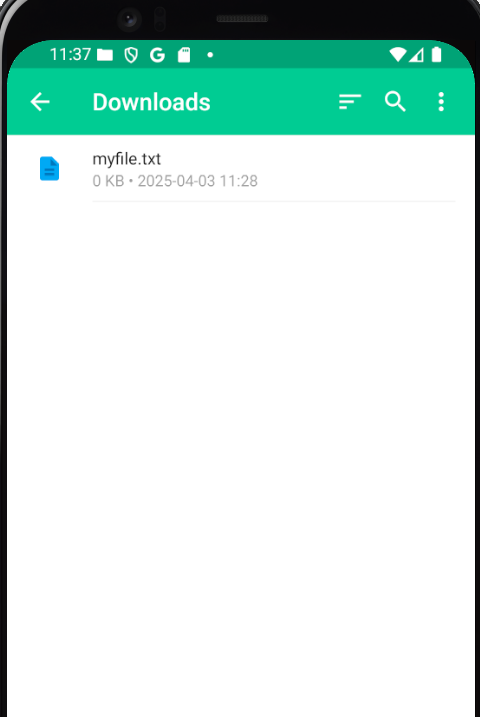 11:37
Downloads
myfile.txt
0 KB • 2025-04-03 11:28